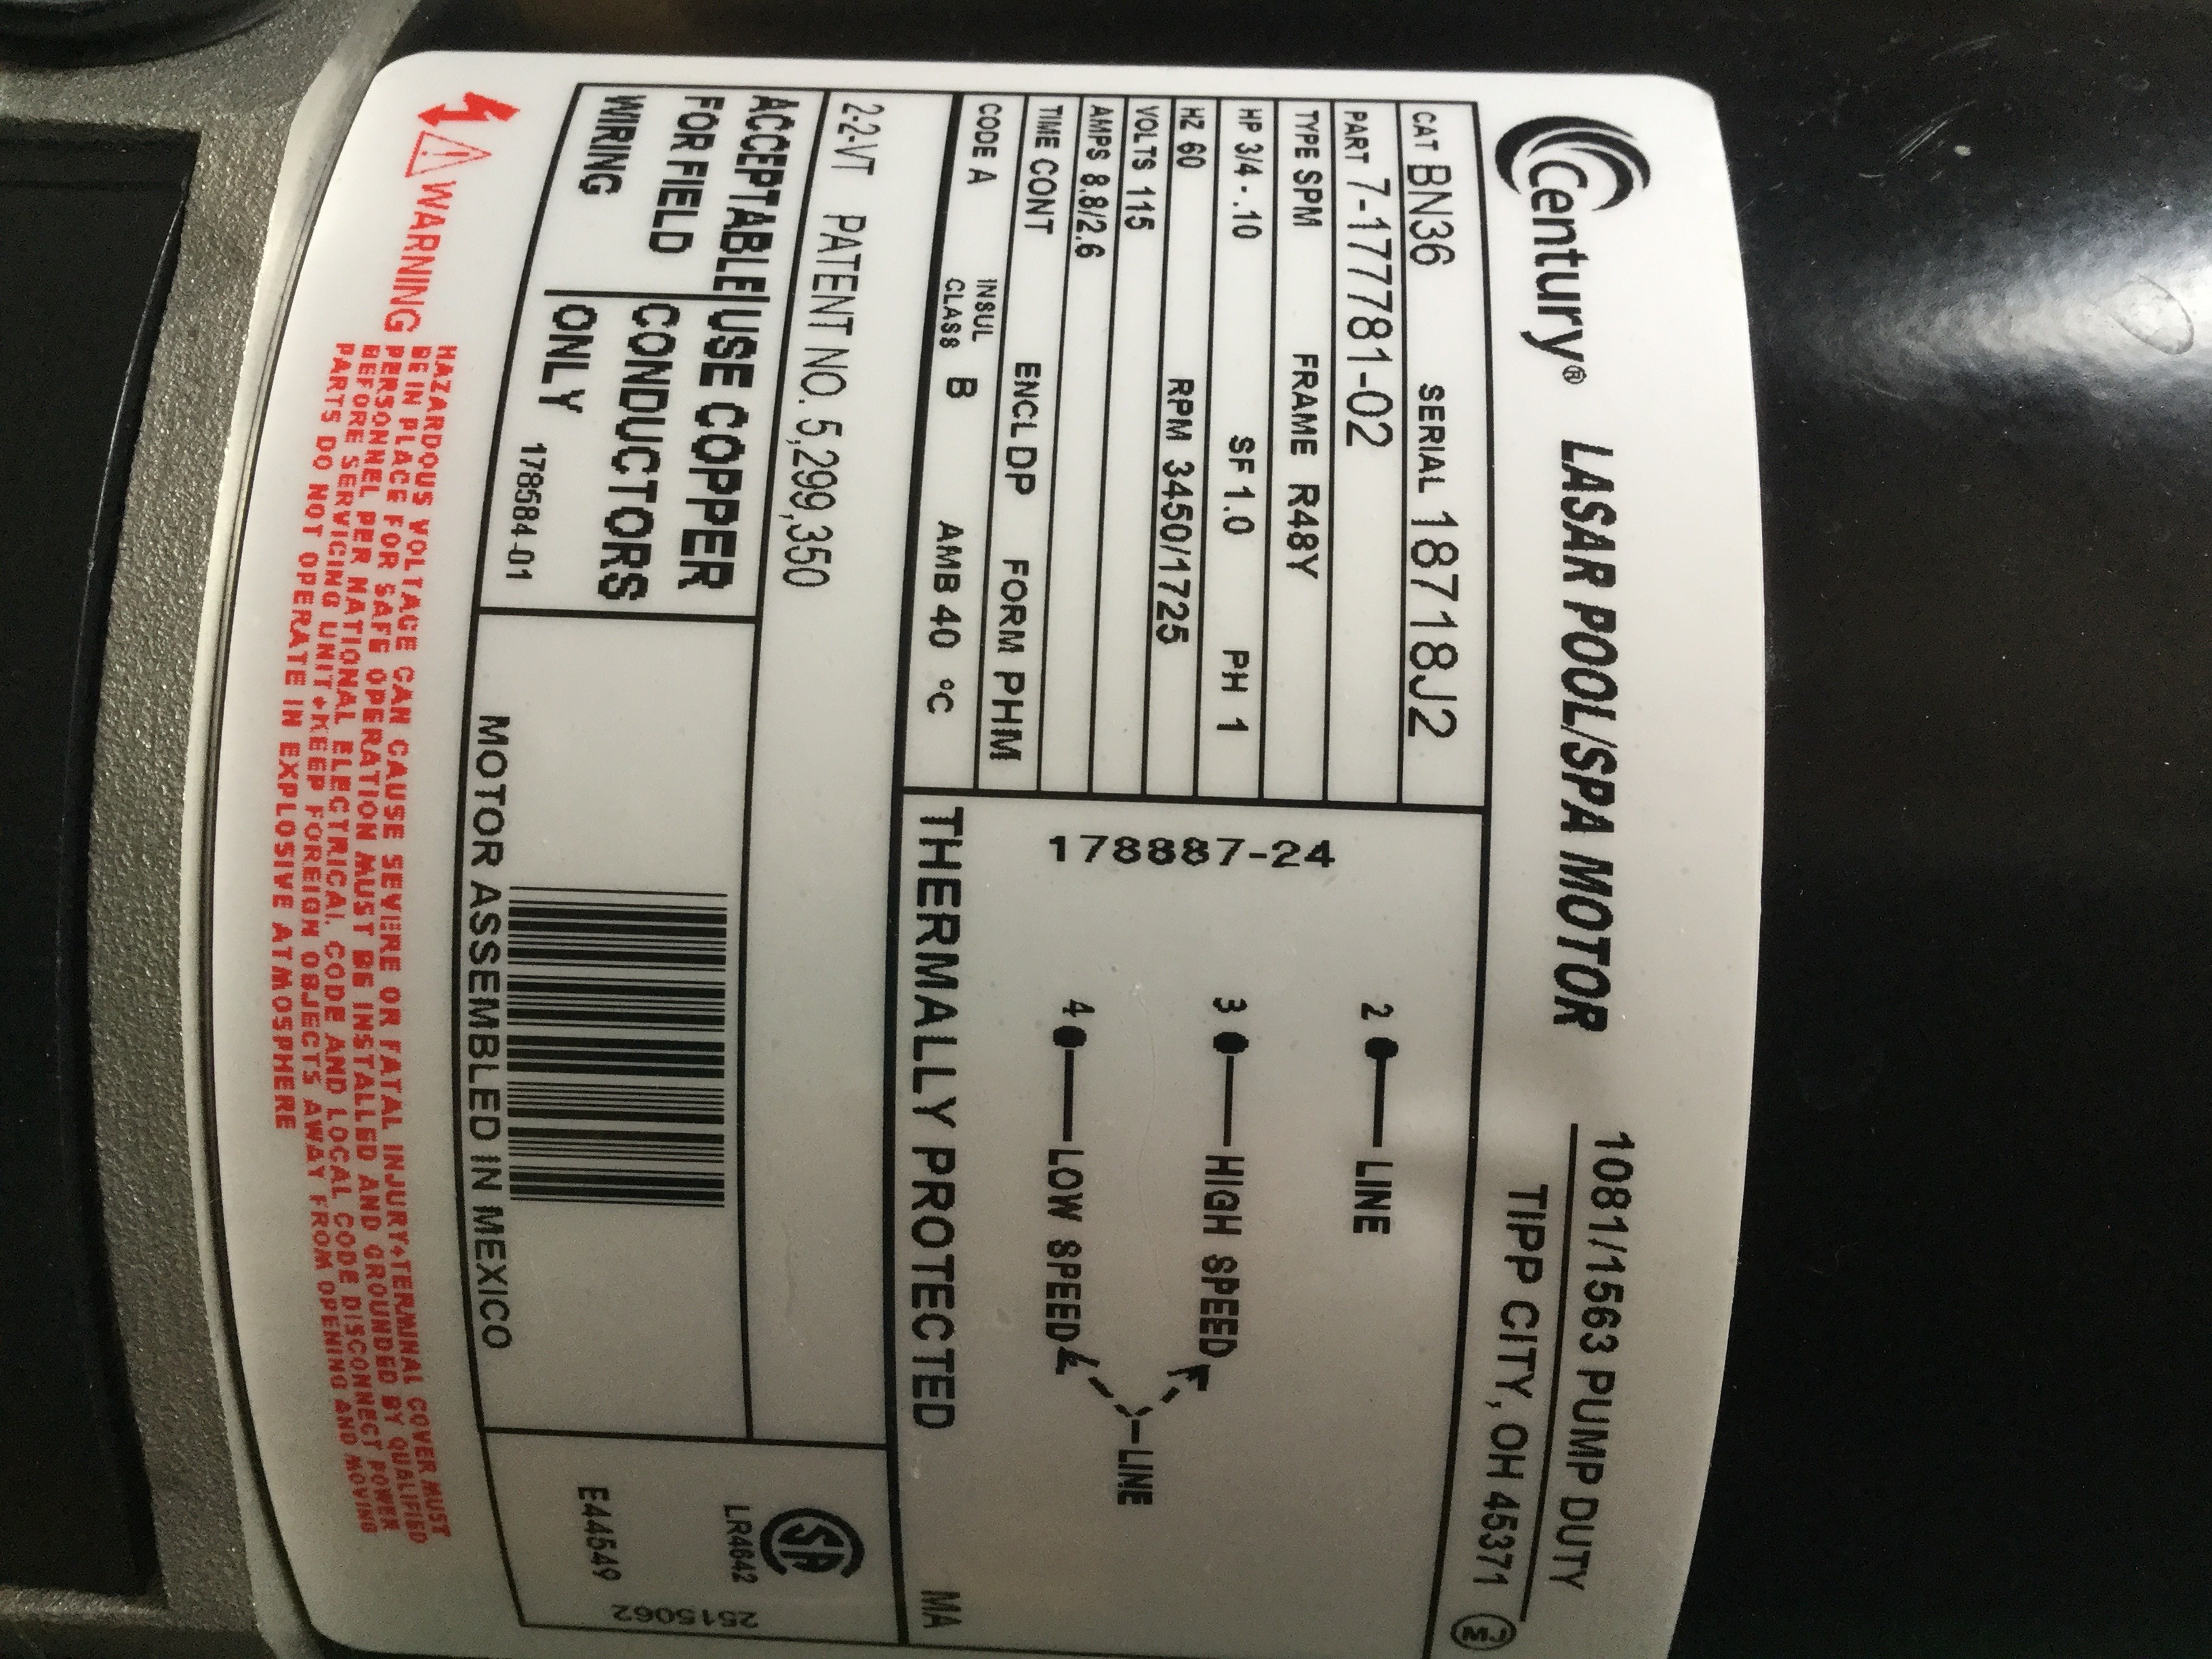 Century® LASAR POOL/SPA MOTOR
1081/1563 PUMP DUTY
TIPP CITY, OH 45371
MJ
CAT BN36 SERIAL 18718J2
PART 7-177781-02
TYPE SPM FRAME R48Y
HP 3/4-.10 SF 1.0 PH 1
HZ 60 RPM 3450/1725
VOLTS 115
AMPS 8.8/2.6
TIME CONT ENCL DP FORM PHM
CODE A INSUL CLASS B AMB 40 °C
178887-24
2 LINE
3 HIGH SPEED
LINE
4 LOW SPEED
THERMALLY PROTECTED MA
2-2-VT PATENT NO. 5,299,350
ACCEPTABLE
FOR FIELD
WIRING
USE COPPER
CONDUCTORS
ONLY 178584-01
MOTOR ASSEMBLED IN MEXICO
SA
LR4642
E44549
2515062
WARNING
HAZARDOUS VOLTAGE CAN CAUSE SEVERE OR FATAL INJURY•TERMINAL COVER MUST
BE IN PLACE FOR SAFE OPERATION MUST BE INSTALLED AND GROUNDED BY QUALIFIED
PERSONNEL PER NATIONAL ELECTRICAL CODE AND LOCAL CODE DISCONNECT POWER
BEFORE SERVICING UNIT•KEEP FOREIGN OBJECTS AWAY FROM OPENING AND MOVING
PARTS DO NOT OPERATE IN EXPLOSIVE ATMOSPHERE